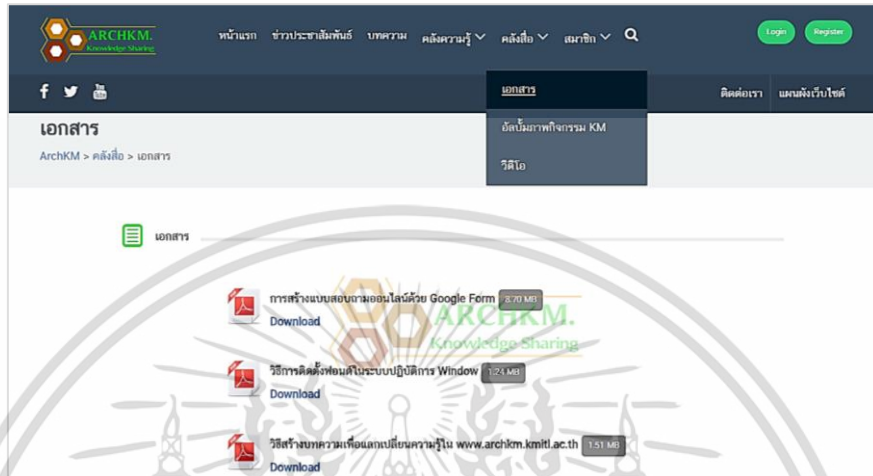 ARCHKM.
Knowledge Sharing
หน้าแรก ข่าวประชาสัมพันธ์ บทความ คลังความรู้ คลังสื่อ สมาชิก
Login Register
เอกสาร
อัลบั้มภาพกิจกรรม KM
วีดีโอ
ติดต่อเรา แผนผังเว็บไซต์
เอกสาร
ArchKM > คลังสื่อ > เอกสาร
เอกสาร
การสร้างแบบสอบถามออนไลน์ด้วย Google Form 8.70 MB
Download
ARCHKM.
Knowledge Sharing
วิธีการติดตั้งฟอนต์ในระบบปฏิบัติการ Window 1.24 MB
Download
วิธีสร้างบทความเพื่อแลกเปลี่ยนความรู้ใน www.archkm.kmitl.ac.th 1.51 MB
Download